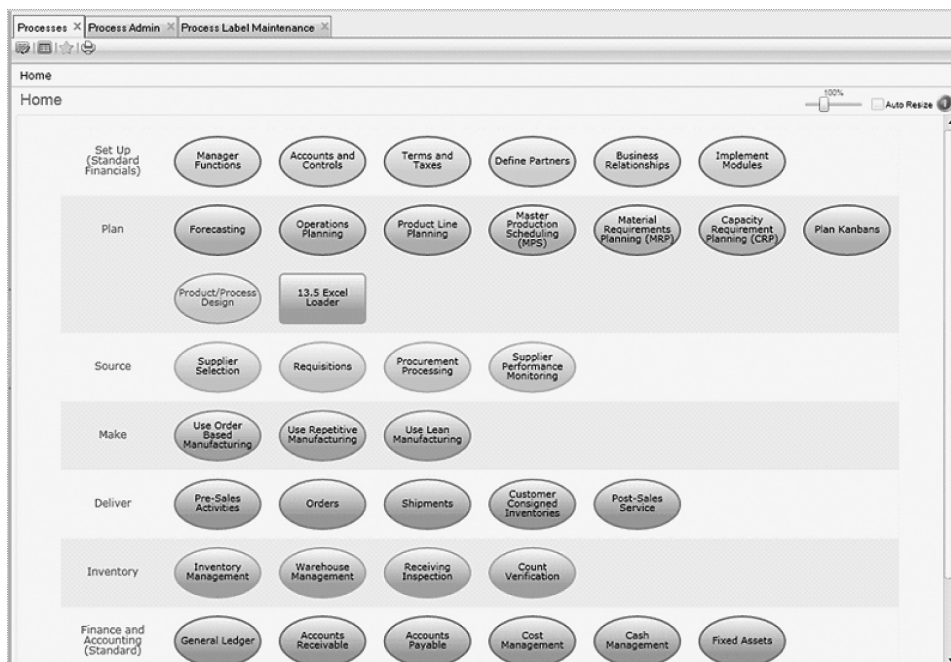 Processes Process Admin Process Label Maintenance
Home
Home
100%
Auto Resize
Set Up
(Standard
Financials)
Manager
Functions
Accounts and
Controls
Terms and
Taxes
Define Partners
Business
Relationships
Implement
Modules
Plan
Forecasting
Operations
Planning
Product Line
Planning
Master
Production
Scheduling
(MPS)
Material
Requirements
Planning (MRP)
Capacity
Requirement
Planning (CRP)
Plan Kanbans
Product/Process
Design
13.5 Excel
Loader
Source
Supplier
Selection
Requisitions
Procurement
Processing
Supplier
Performance
Monitoring
Make
Use Order
Based
Manufacturing
Use Repetitive
Manufacturing
Use Lean
Manufacturing
Deliver
Pre-Sales
Activities
Orders
Shipments
Customer
Consigned
Inventories
Post-Sales
Service
Inventory
Inventory
Management
Warehouse
Management
Receiving
Inspection
Count
Verification
Finance and
Accounting
(Standard)
General Ledger
Accounts
Receivable
Accounts
Payable
Cost
Management
Cash
Management
Fixed Assets